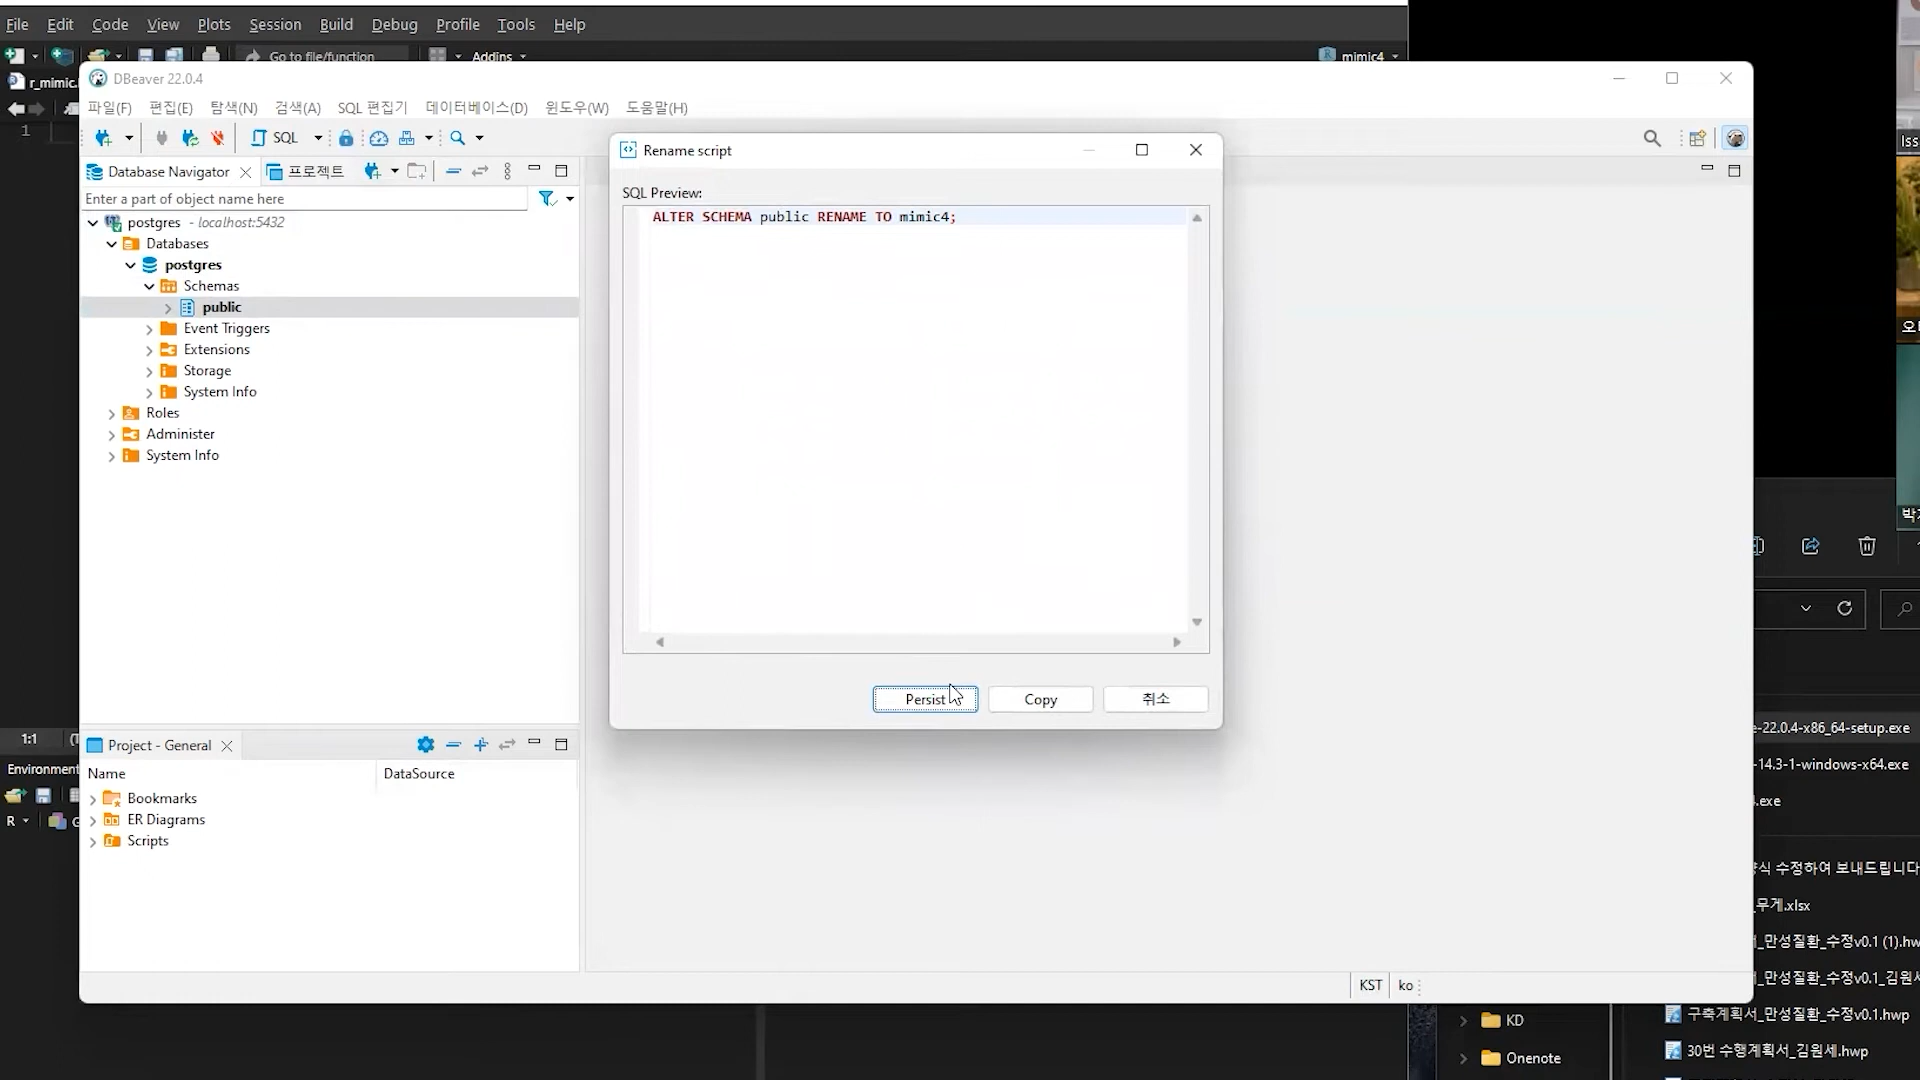 File Edit Code View Plots Session Build Debug Profile Tools Help
Go to file/function Addins mimic4
r_mimic.
1
DBeaver 22.0.4
파일(F) 편집(E) 탐색(N) 검색(A) SQL 편집기 데이터베이스(D) 윈도우(W) 도움말(H)
SQL
Database Navigator 프로젝트
Enter a part of object name here
postgres - localhost:5432
Databases
postgres
Schemas
public
Event Triggers
Extensions
Storage
System Info
Roles
Administer
System Info
Rename script
SQL Preview:
ALTER SCHEMA public RENAME TO mimic4;
Persist Copy 취소
Project - General
Name DataSource
Bookmarks
ER Diagrams
Scripts
KST ko
1:1
Environment
R
Iss
e-22.0.4-x86_64-setup.exe
-14.3-1-windows-x64.exe
.exe
수정하여 보내드립니다
_무게.xlsx
_만성질환_수정v0.1 (1).hw
_만성질환_수정v0.1_김원
구축계획서_만성질환_수정v0.1.hwp
30번 수행계획서_김원세.hwp
KD
Onenote